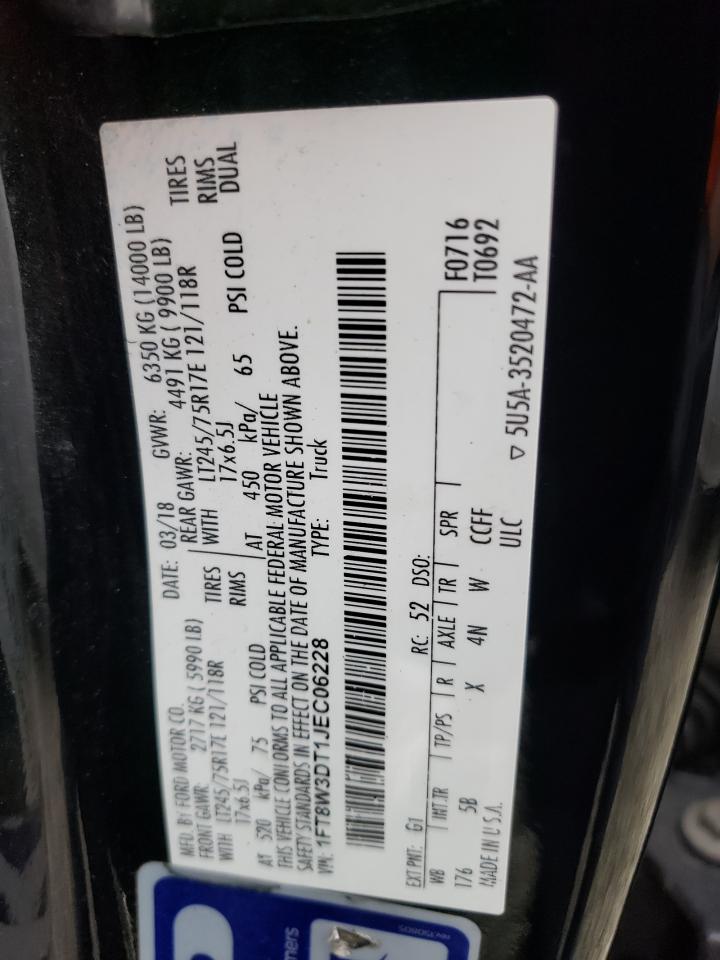 MFD. BY FORD MOTOR CO.
DATE: 03/18 GVWR: 6350 KG (14000 LB)
FRONT GAWR: 2717 KG ( 5990 LB) REAR GAWR: 4491 KG ( 9900 LB)
WITH LT245/75R17E 121/118R TIRES WITH LT245/75R17E 121/118R TIRES
17x6.5J RIMS 17x6.5J RIMS
AT 520 kPa/ 75 PSI COLD AT 450 kPa/ 65 PSI COLD DUAL
THIS VEHICLE CONFORMS TO ALL APPLICABLE FEDERAL MOTOR VEHICLE
SAFETY STANDARDS IN EFFECT ON THE DATE OF MANUFACTURE SHOWN ABOVE.
VIN: 1FT8W3DT1JEC06228 TYPE: Truck
EXT PNT: G1 RC: 52 DSO: F0716
WB INT.TR TP/PS R AXLE TR SPR T0692
176 5B X 4N W CCFF
MADE IN U.S.A. ULC ▽ 5U5A-3520472-AA